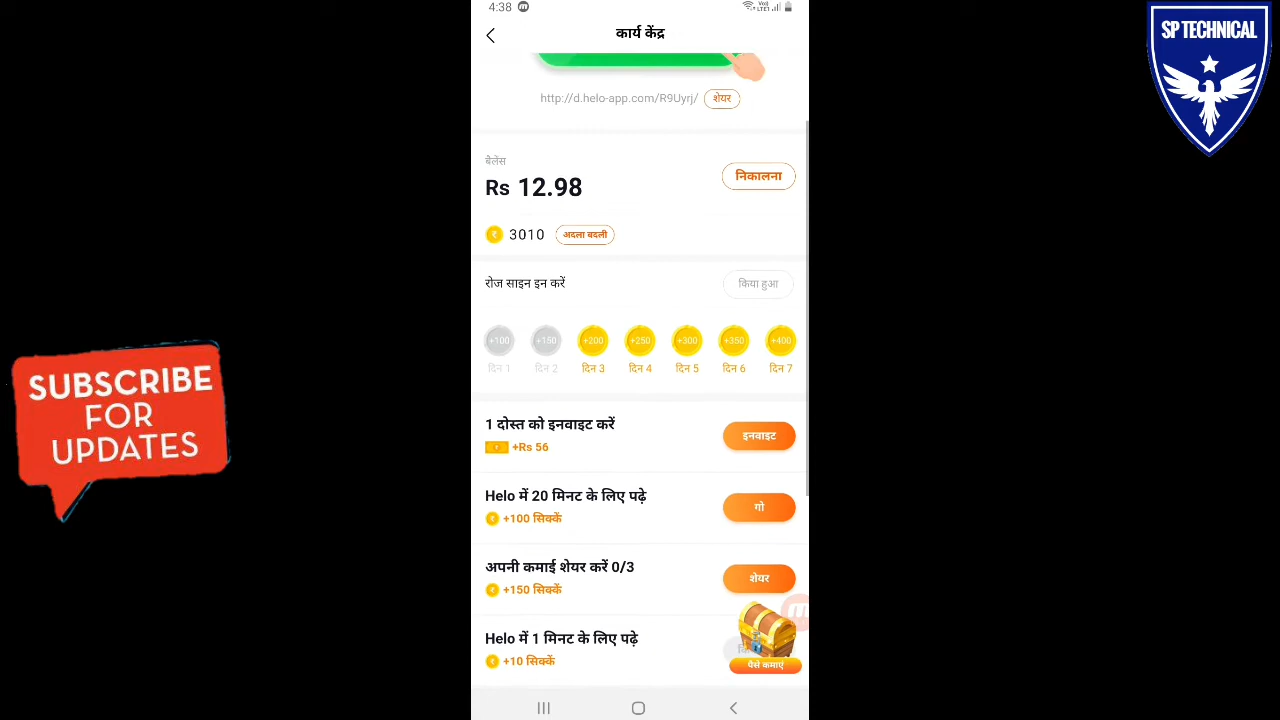 4:38
कार्य केंद्र
SP TECHNICAL
http://d.helo-app.com/R9Uyrj/ शेयर
बेलेंस
Rs 12.98 निकालना
3010 अदला बदली
रोज साइन इन करें किया हुआ
+100 +150 +200 +250 +300 +350 +400
दिन 1 दिन 2 दिन 3 दिन 4 दिन 5 दिन 6 दिन 7
SUBSCRIBE
FOR
UPDATES
1 दोस्त को इनवाइट करें
+Rs 56
इनवाइट
Helo में 20 मिनट के लिए पढ़े
+100 सिक्कें
गो
अपनी कमाई शेयर करें 0/3
+150 सिक्कें
शेयर
Helo में 1 मिनट के लिए पढ़े
+10 सिक्कें
पैसे कमाएं